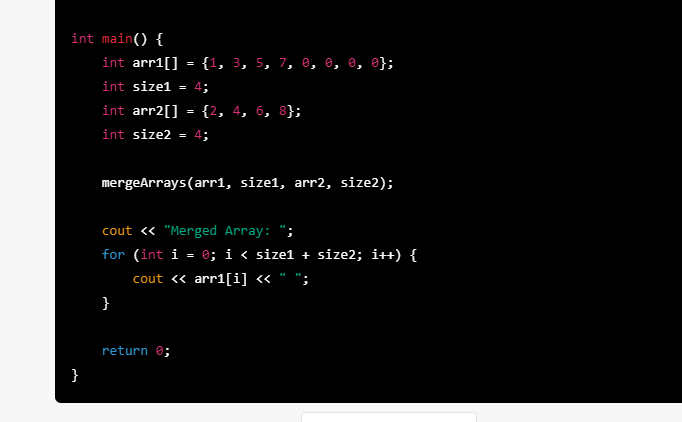 int main() {
    int arr1[] = {1, 3, 5, 7, 0, 0, 0, 0};
    int size1 = 4;
    int arr2[] = {2, 4, 6, 8};
    int size2 = 4;

    mergeArrays(arr1, size1, arr2, size2);

    cout << "Merged Array: ";
    for (int i = 0; i < size1 + size2; i++) {
        cout << arr1[i] << " ";
    }

    return 0;
}